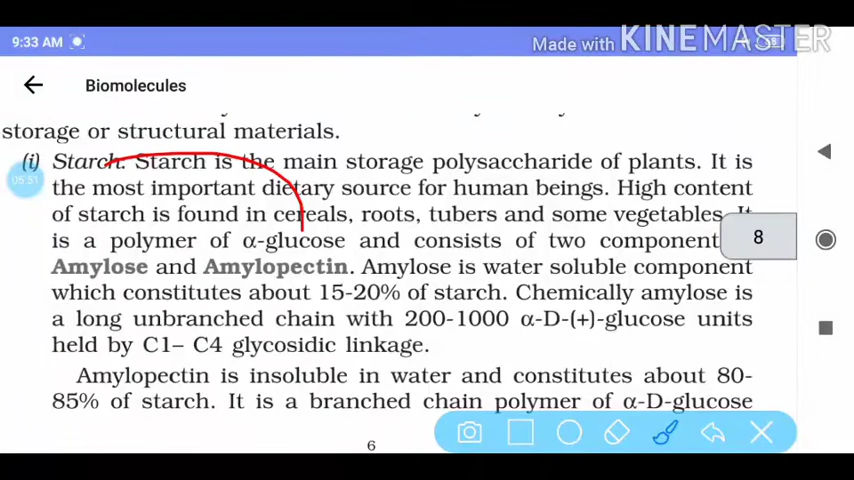 9:33 AM
Made with KINEMASTER
Biomolecules
storage or structural materials.
(i) Starch. Starch is the main storage polysaccharide of plants. It is
05:51
the most important dietary source for human beings. High content
of starch is found in cereals, roots, tubers and some vegetables. It
is a polymer of α-glucose and consists of two component
8
Amylose and Amylopectin. Amylose is water soluble component
which constitutes about 15-20% of starch. Chemically amylose is
a long unbranched chain with 200-1000 α-D-(+)-glucose units
held by C1– C4 glycosidic linkage.
Amylopectin is insoluble in water and constitutes about 80-
85% of starch. It is a branched chain polymer of α-D-glucose
6